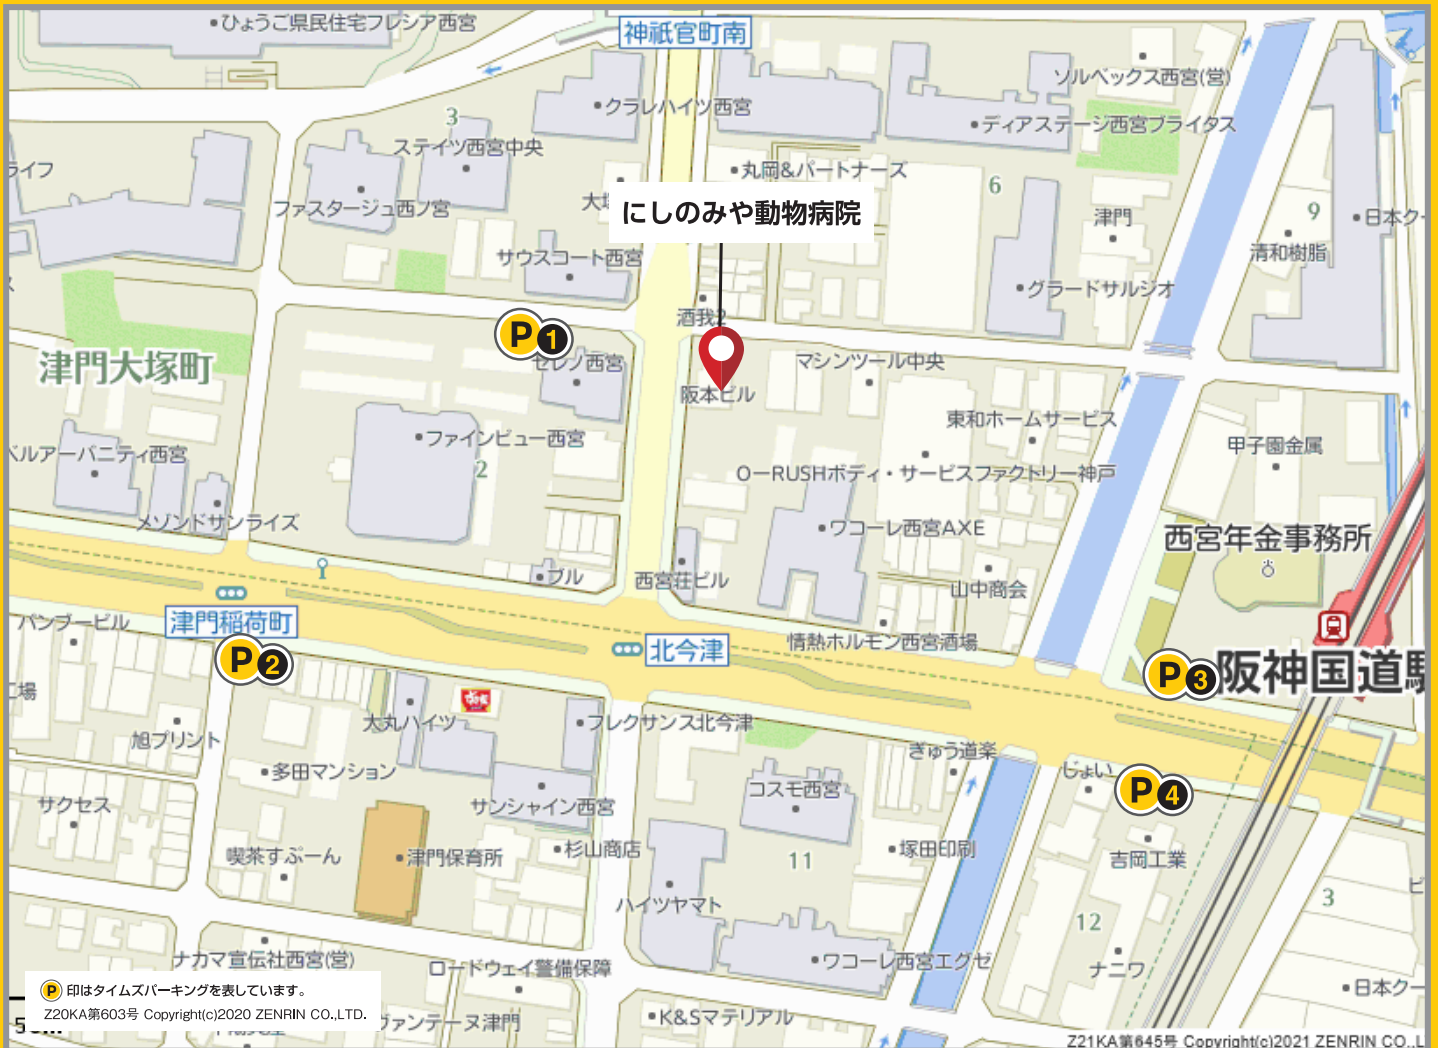 ひょうご県民住宅フレシア西宮
神祇官町南
ソルベックス西宮(営)
クラレハイツ西宮
3
ディアステージ西宮ブライタス
ステイツ西宮中央
ライフ
丸岡&パートナーズ
6
ファスタージュ西ノ宮
大
にしのみや動物病院
津門
9
日本ク
清和樹脂
サウスコート西宮
グラードサルジオ
酒我2
P 1
セレノ西宮
マシンツール中央
津門大塚町
阪本ビル
東和ホームサービス
ファインビュー西宮
ベルアーバニティ西宮
甲子園金属
2
O-RUSHボディ・サービスファクトリー神戸
メゾンドサンライズ
ワコーレ西宮AXE
西宮年金事務所
ブル
西宮荘ビル
山中商会
パンブービル
津門稲荷町
北今津
情熱ホルモン西宮酒場
P 2
P 3
阪神国道駅
工場
すき家
大丸ハイツ
フレクサンス北今津
旭プリント
ぎゅう道楽
多田マンション
じょい
コスモ西宮
P 4
サクセス
サンシャイン西宮
喫茶すぷーん
津門保育所
杉山商店
11
塚田印刷
吉岡工業
ハイツヤマト
ビ
3
12
ナカマ宣伝社西宮(営)
ロードウェイ警備保障
ワコーレ西宮エグゼ
ナニワ
日本ク
P 印はタイムズパーキングを表しています。
Z20KA第603号 Copyright(c)2020 ZENRIN CO.,LTD.
ヴァンテーヌ津門
K&Sマテリアル
Z21KA第645号 Copyright(c)2021 ZENRIN CO.,L